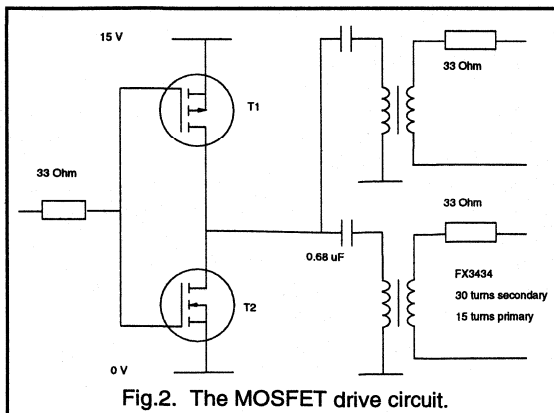 15 V
33 Ohm
T1
33 Ohm
33 Ohm
0.68 uF
T2
FX3434
30 turns secondary
15 turns primary
0 V
Fig.2. The MOSFET drive circuit.